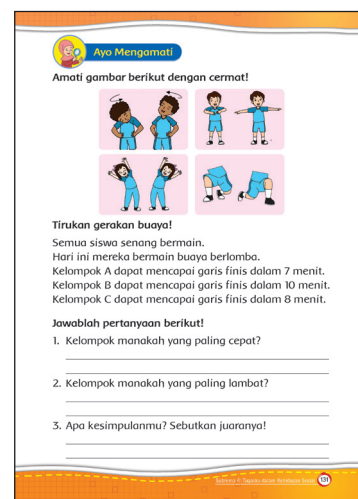 Ayo Mengamati
Amati gambar berikut dengan cermat!
Tirukan gerakan buaya!
Semua siswa senang bermain.
Hari ini mereka bermain buaya berlomba.
Kelompok A dapat mencapai garis finis dalam 7 menit.
Kelompok B dapat mencapai garis finis dalam 10 menit.
Kelompok C dapat mencapai garis finis dalam 8 menit.
Jawablah pertanyaan berikut!
1. Kelompok manakah yang paling cepat?
2. Kelompok manakah yang paling lambat?
3. Apa kesimpulanmu? Sebutkan juaranya!
131